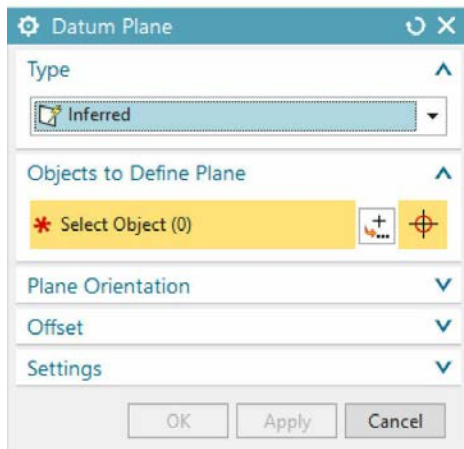 Datum Plane
Type
Inferred
Objects to Define Plane
* Select Object (0)
Plane Orientation
Offset
Settings
OK Apply Cancel